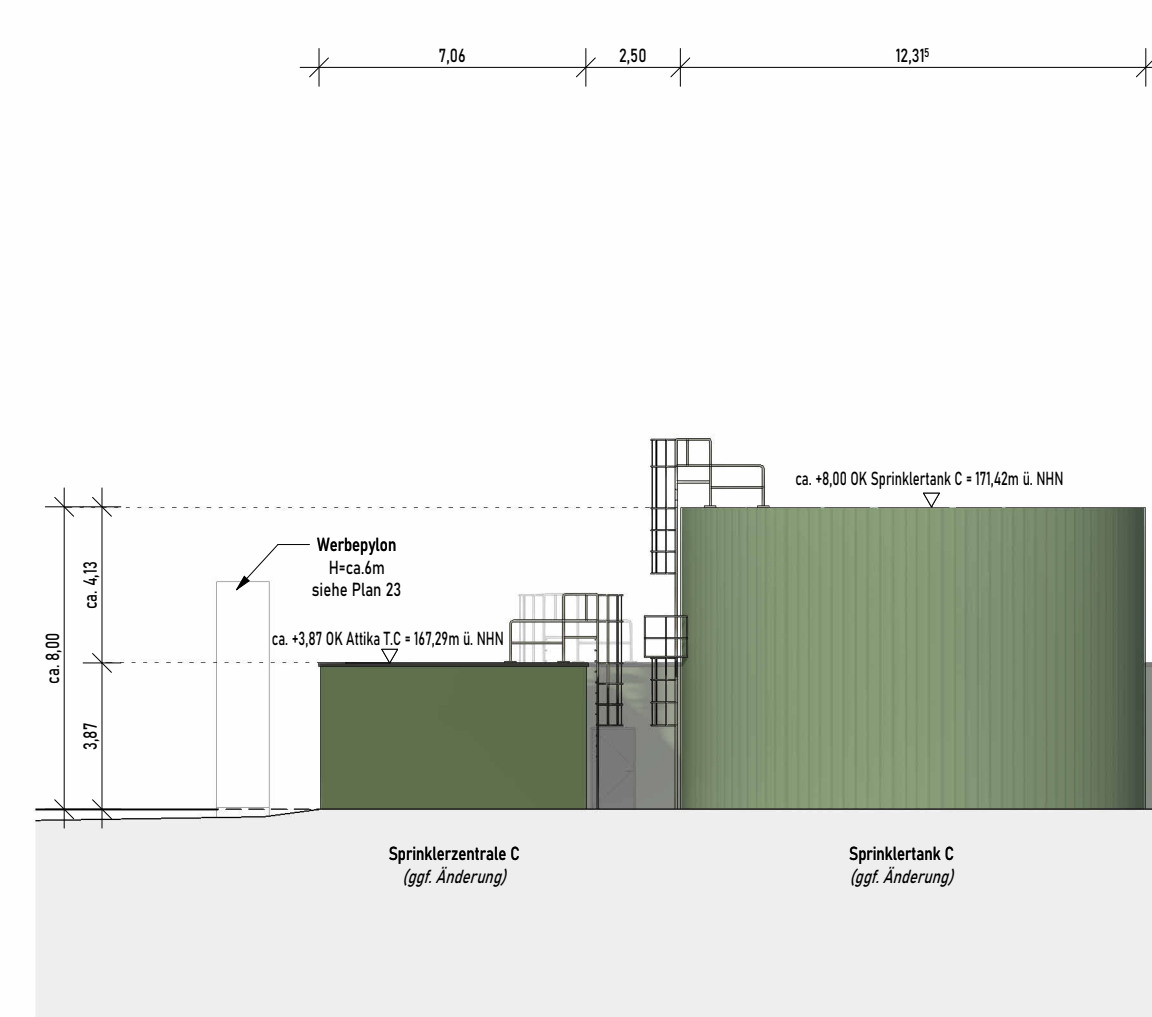 7,06
2,50
12,31⁵
ca. +8,00 OK Sprinklertank C = 171,42m ü. NHN
Werbepylon
H=ca.6m
siehe Plan 23
ca. 4,13
ca. +3,87 OK Attika T.C = 167,29m ü. NHN
ca. 8,00
3,87
Sprinklerzentrale C
(ggf. Änderung)
Sprinklertank C
(ggf. Änderung)